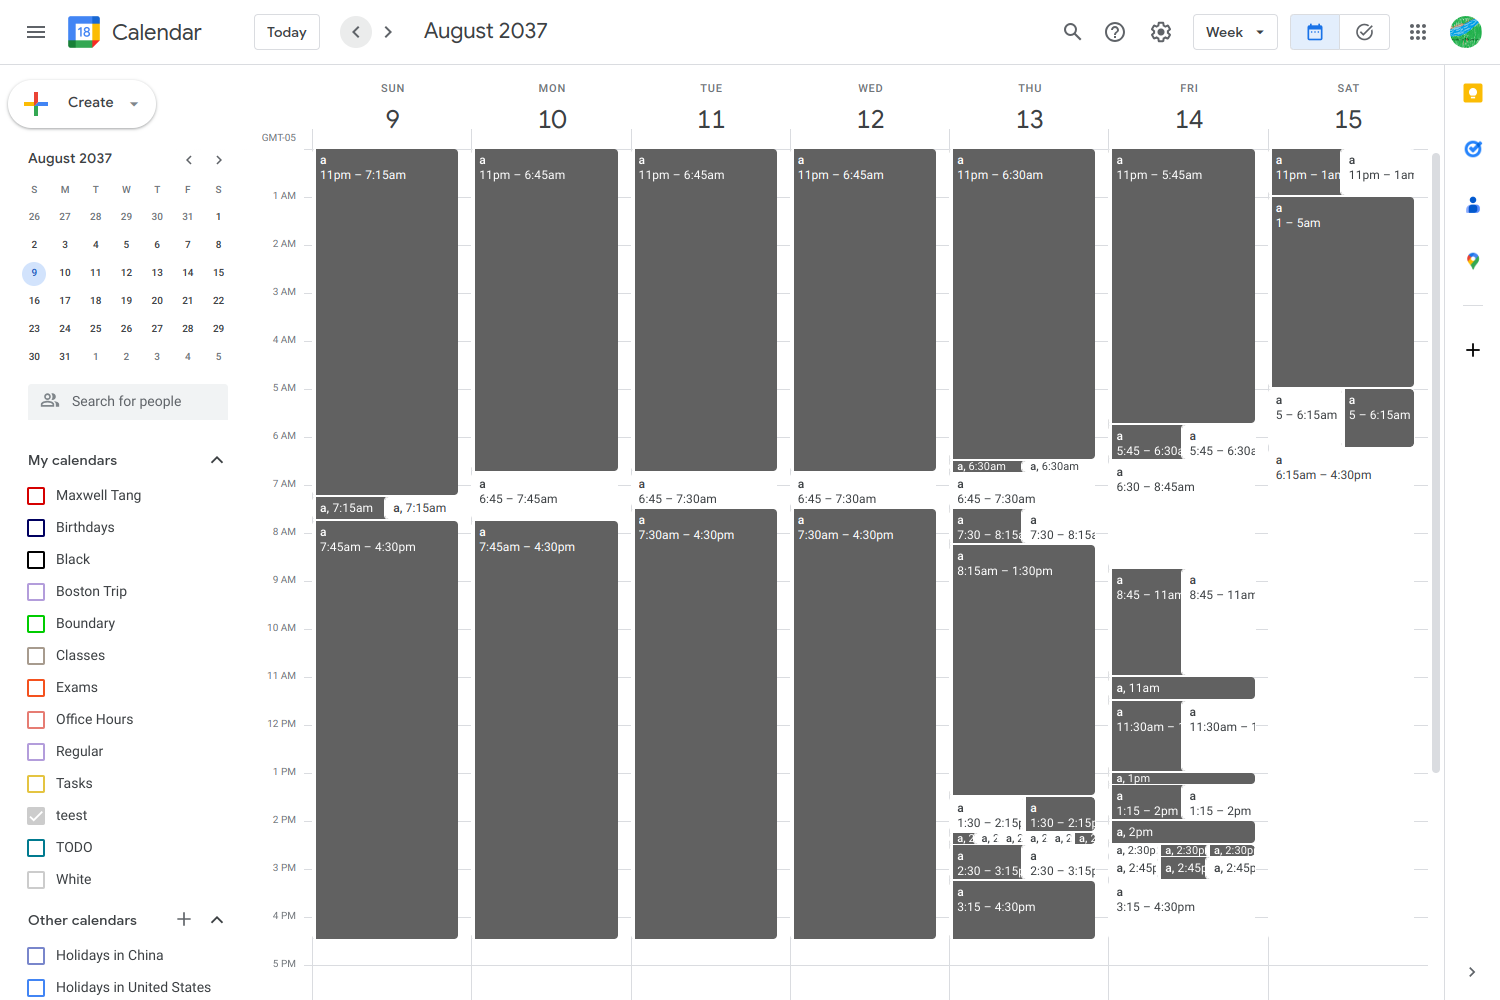 18
Calendar
Today
August 2037
Week
Create
August 2037
S M T W T F S
26 27 28 29 30 31 1
2 3 4 5 6 7 8
9 10 11 12 13 14 15
16 17 18 19 20 21 22
23 24 25 26 27 28 29
30 31 1 2 3 4 5
Search for people
My calendars
Maxwell Tang
Birthdays
Black
Boston Trip
Boundary
Classes
Exams
Office Hours
Regular
Tasks
teest
TODO
White
Other calendars
Holidays in China
Holidays in United States
GMT-05
1 AM
2 AM
3 AM
4 AM
5 AM
6 AM
7 AM
8 AM
9 AM
10 AM
11 AM
12 PM
1 PM
2 PM
3 PM
4 PM
5 PM
SUN
9
a
11pm – 7:15am
a, 7:15am
a, 7:15am
a
7:45am – 4:30pm
MON
10
a
11pm – 6:45am
a
6:45 – 7:45am
a
7:45am – 4:30pm
TUE
11
a
11pm – 6:45am
a
6:45 – 7:30am
a
7:30am – 4:30pm
WED
12
a
11pm – 6:45am
a
6:45 – 7:30am
a
7:30am – 4:30pm
THU
13
a
11pm – 6:30am
a, 6:30am
a, 6:30am
a
6:45 – 7:30am
a
7:30 – 8:15a
a
7:30 – 8:15a
a
8:15am – 1:30pm
a
1:30 – 2:15p
a
1:30 – 2:15p
a, 2
a, 2
a, 2
a, 2
a, 2
a, 2
a
2:30 – 3:15p
a
2:30 – 3:15p
a
3:15 – 4:30pm
FRI
14
a
11pm – 5:45am
a
5:45 – 6:30a
a
5:45 – 6:30a
a
6:30 – 8:45am
a
8:45 – 11am
a
8:45 – 11am
a, 11am
a
11:30am –
a
11:30am – 1
a, 1pm
a
1:15 – 2pm
a
1:15 – 2pm
a, 2pm
a, 2:30p
a, 2:30p
a, 2:30p
a, 2:45p
a, 2:45p
a, 2:45p
a
3:15 – 4:30pm
SAT
15
a
11pm – 1am
a
11pm – 1am
a
1 – 5am
a
5 – 6:15am
a
5 – 6:15am
a
6:15am – 4:30pm